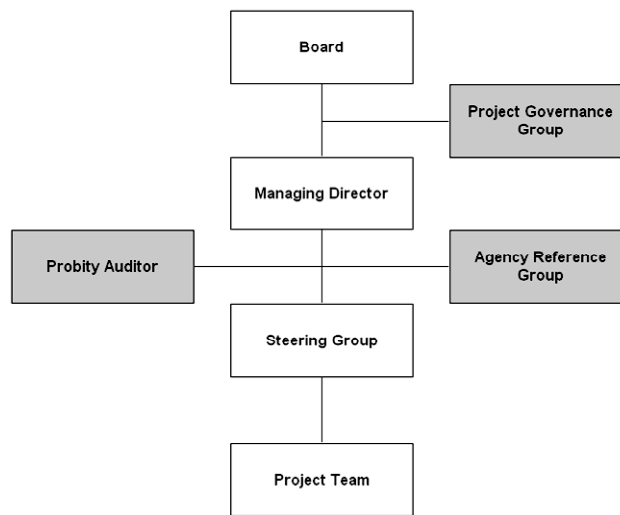 Board
Project Governance
Group
Managing Director
Probity Auditor
Agency Reference
Group
Steering Group
Project Team